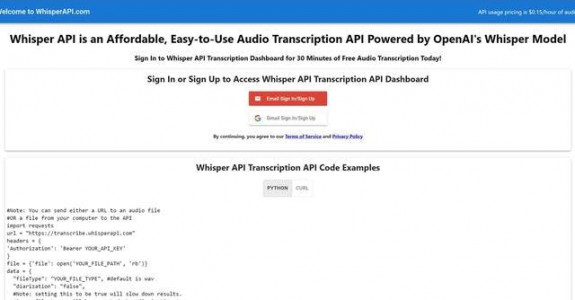 Welcome to WhisperAPI.com
API usage pricing is $0.15/hour of audio
Whisper API is an Affordable, Easy-to-Use Audio Transcription API Powered by OpenAI's Whisper Model
Sign In to Whisper API Transcription Dashboard for 30 Minutes of Free Audio Transcription Today!
Sign In or Sign Up to Access Whisper API Transcription API Dashboard
Email Sign In/Sign Up
G Email Sign In/Sign Up
By continuing, you agree to our Terms of Service and Privacy Policy
Whisper API Transcription API Code Examples
PYTHON CURL
#Note: You can send either a URL to an audio file
#OR a file from your computer to the API
import requests
url = "https://transcribe.whisperapi.com"
headers = {
'Authorization': 'Bearer YOUR_API_KEY'
}
file = {'file': open('YOUR_FILE_PATH', 'rb')}
data = {
"fileType": "YOUR_FILE_TYPE", #default is wav
"diarization": "false",
#Note: setting this to be true will slow down results.